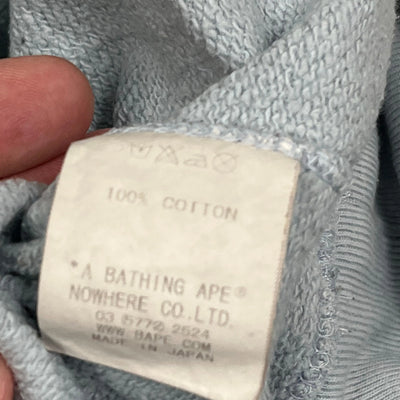 100% COTTON
*A BATHING APE®
NOWHERE CO.,LTD.
03 (5772) 2524
WWW.BAPE.COM
MADE IN JAPAN